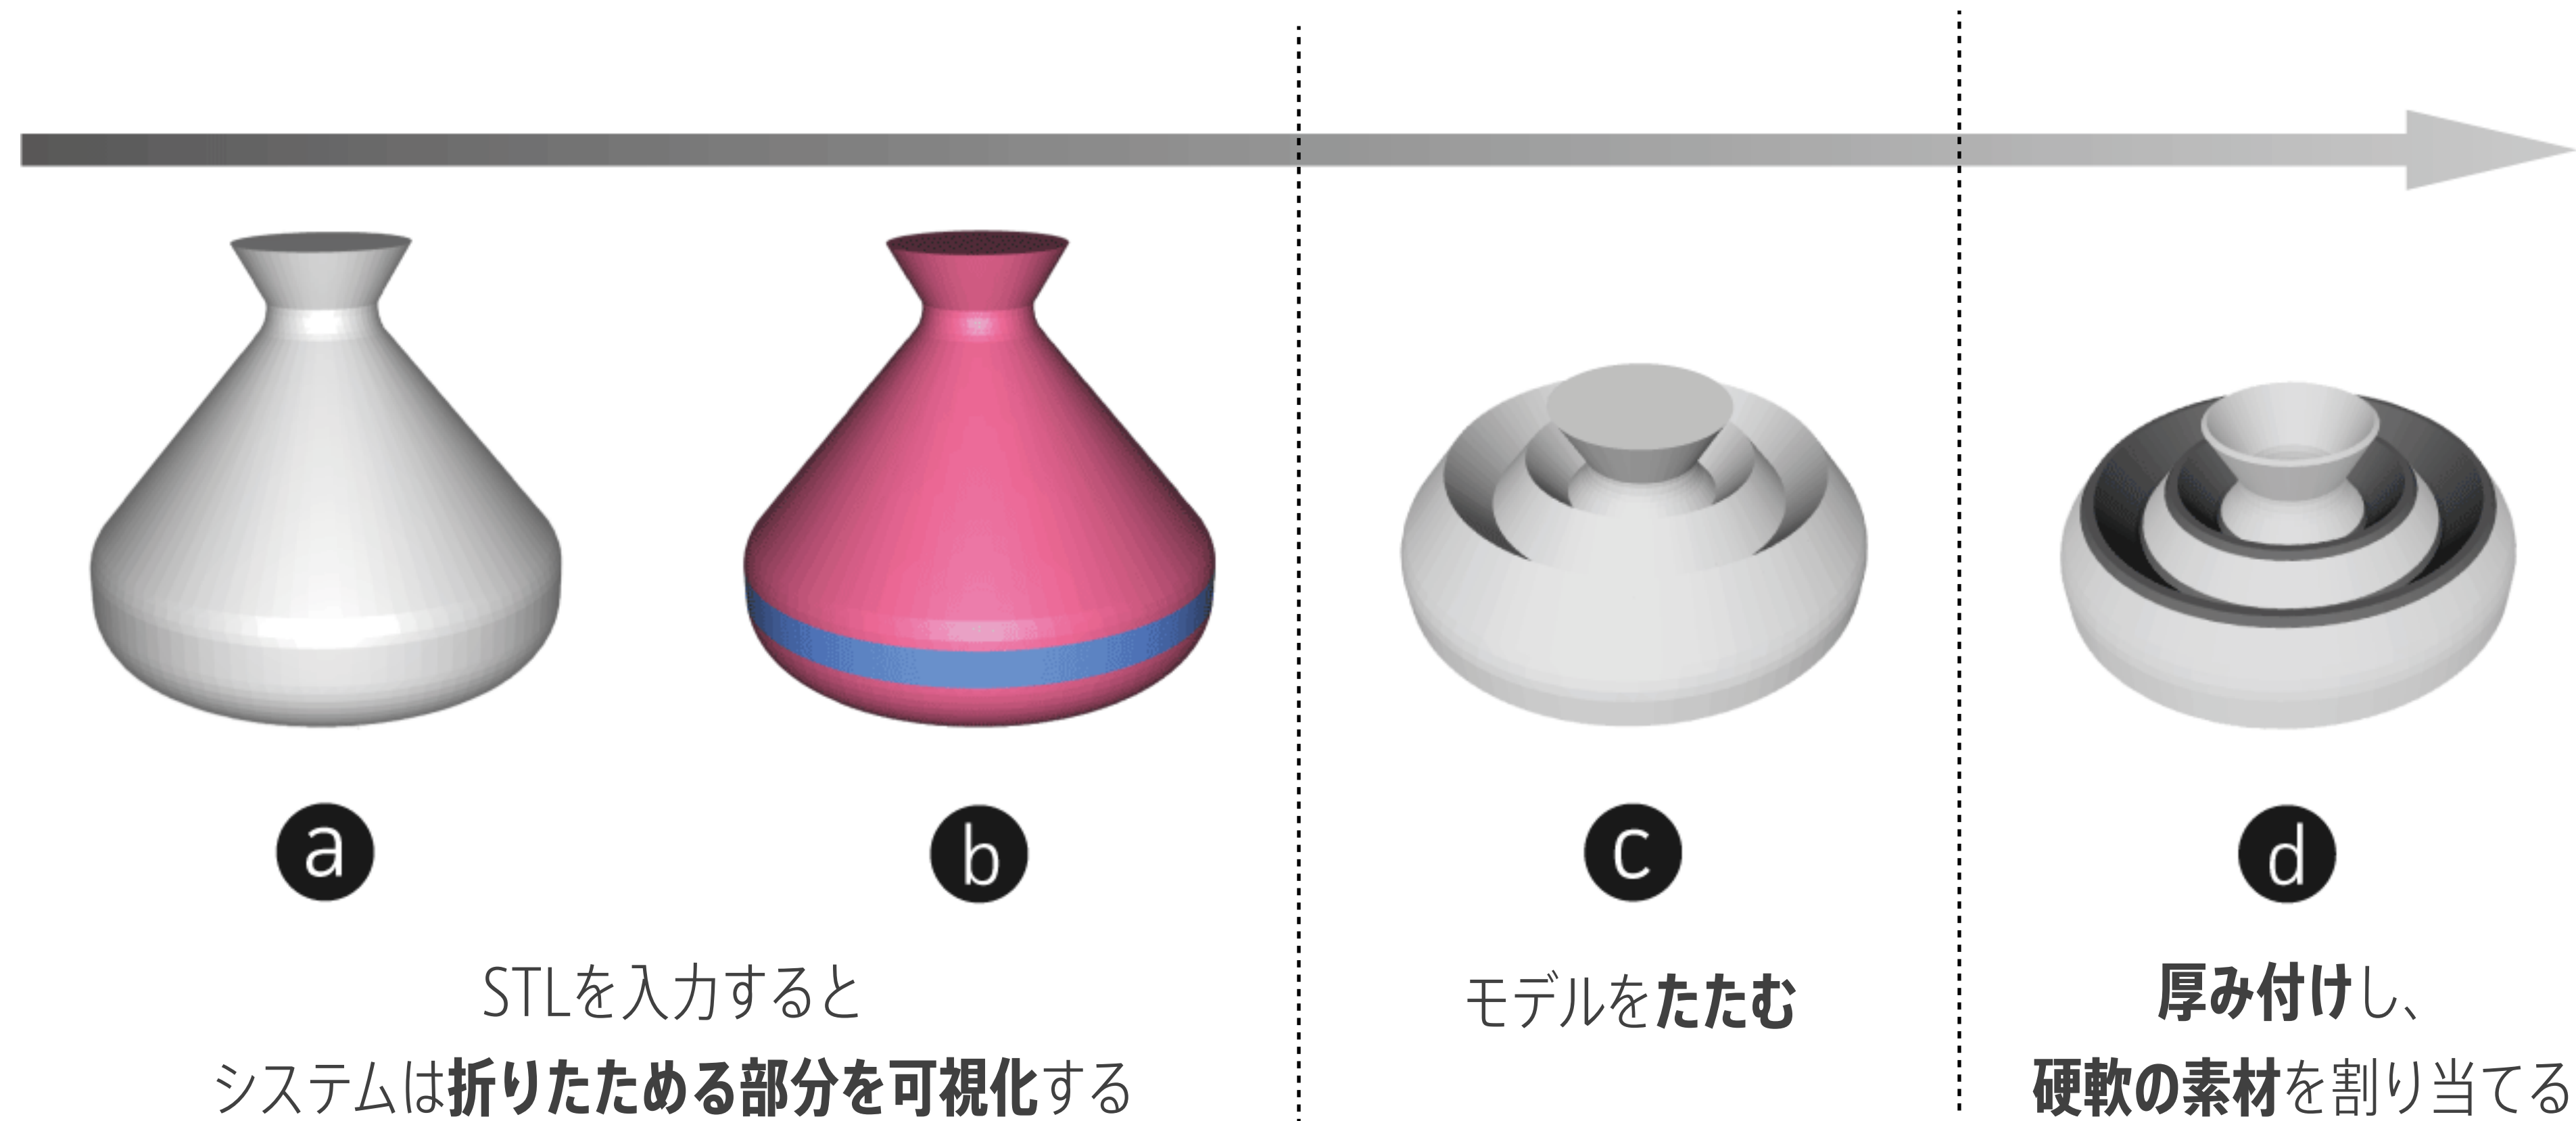 a
b
c
d
STLを入力すると
システムは折りたためる部分を可視化する
モデルをたたむ
厚み付けし、
硬軟の素材を割り当てる